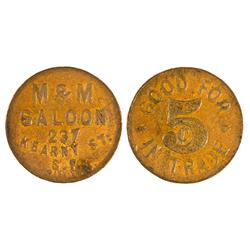 M & M
SALOON
237
KEARNY ST.
S.F.
GOOD FOR
5¢
IN TRADE